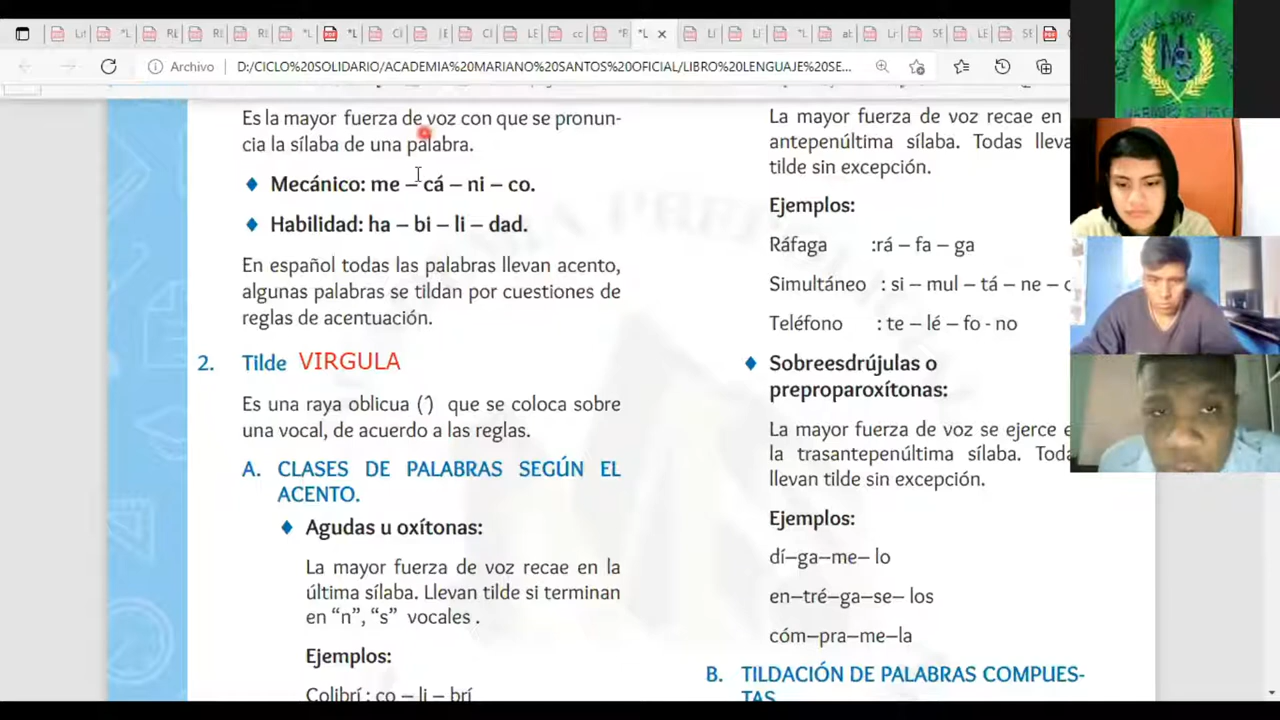 Archivo
D:/CICLO%20SOLIDARIO/ACADEMIA%20MARIANO%20SANTOS%20OFICIAL/LIBRO%20LENGUAJE%20SE...
Es la mayor fuerza de voz con que se pronun-
cia la sílaba de una palabra.
Mecánico: me – cá – ni – co.
Habilidad: ha – bi – li – dad.
En español todas las palabras llevan acento,
algunas palabras se tildan por cuestiones de
reglas de acentuación.
2. Tilde VIRGULA
Es una raya oblicua (´) que se coloca sobre
una vocal, de acuerdo a las reglas.
A. CLASES DE PALABRAS SEGÚN EL
ACENTO.
Agudas u oxítonas:
La mayor fuerza de voz recae en la
última sílaba. Llevan tilde si terminan
en “n”, “s” vocales .
Ejemplos:
Colibrí : co – li – brí
La mayor fuerza de voz recae en
antepenúltima sílaba. Todas lleva
tilde sin excepción.
Ejemplos:
Ráfaga :rá – fa – ga
Simultáneo : si – mul – tá – ne –
Teléfono : te – lé – fo - no
Sobreesdrújulas o
preproparoxítonas:
La mayor fuerza de voz se ejerce e
la trasantepenúltima sílaba. Toda
llevan tilde sin excepción.
Ejemplos:
dí–ga–me– lo
en–tré–ga–se– los
cóm–pra–me–la
B. TILDACIÓN DE PALABRAS COMPUES-
TAS